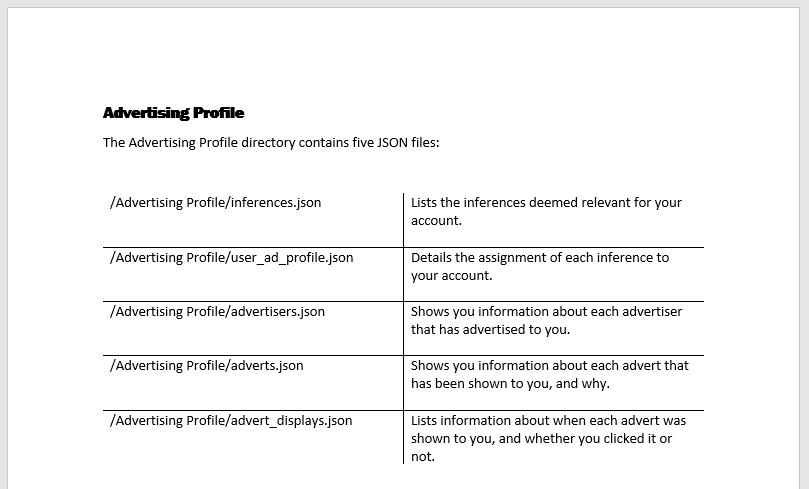 Advertising Profile
The Advertising Profile directory contains five JSON files:
/Advertising Profile/inferences.json
Lists the inferences deemed relevant for your
account.
/Advertising Profile/user_ad_profile.json
Details the assignment of each inference to
your account.
/Advertising Profile/advertisers.json
Shows you information about each advertiser
that has advertised to you.
/Advertising Profile/adverts.json
Shows you information about each advert that
has been shown to you, and why.
/Advertising Profile/advert_displays.json
Lists information about when each advert was
shown to you, and whether you clicked it or
not.